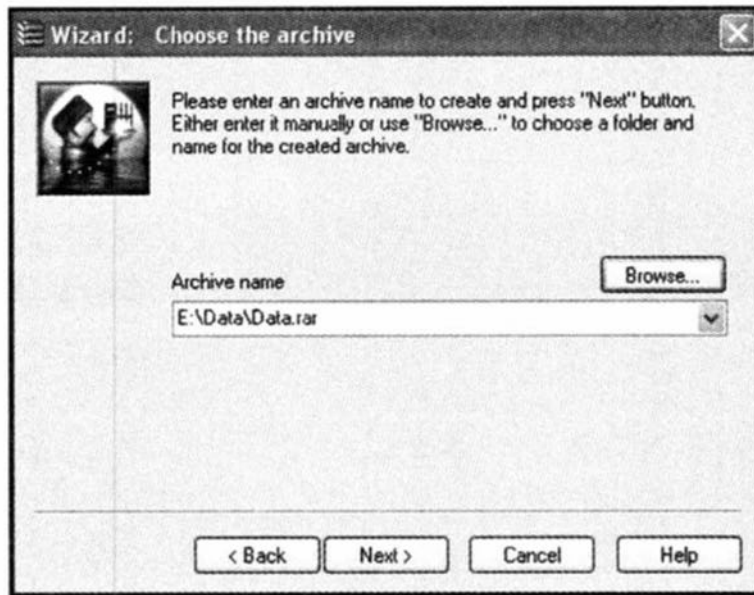 Wizard: Choose the archive
Please enter an archive name to create and press "Next" button.
Either enter it manually or use "Browse..." to choose a folder and
name for the created archive.
Browse...
Archive name
E:\Data\Data.rar
< Back
Next >
Cancel
Help